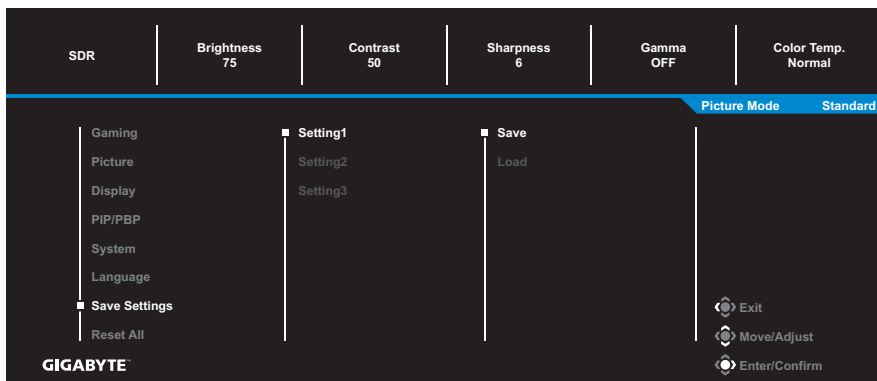 SDR
Brightness
75
Contrast
50
Sharpness
6
Gamma
OFF
Color Temp.
Normal
Picture Mode Standard
Gaming
Picture
Display
PIP/PBP
System
Language
Save Settings
Reset All
Setting1
Setting2
Setting3
Save
Load
Exit
Move/Adjust
Enter/Confirm
GIGABYTE™